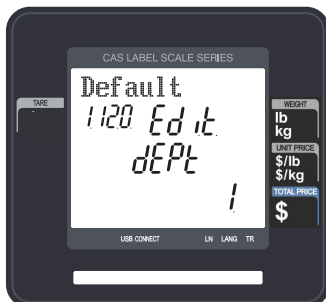 CAS LABEL SCALE SERIES
Default
TARE
1120 Edit
dEPt
1
WEIGHT
lb
kg
UNIT PRICE
$/lb
$/kg
TOTAL PRICE
$
USB CONNECT LN LANG TR